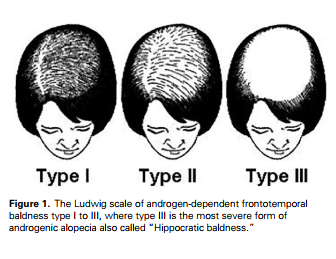 Type I Type II Type III
Figure 1. The Ludwig scale of androgen-dependent frontotemporal
baldness type I to III, where type III is the most severe form of
androgenic alopecia also called “Hippocratic baldness.”